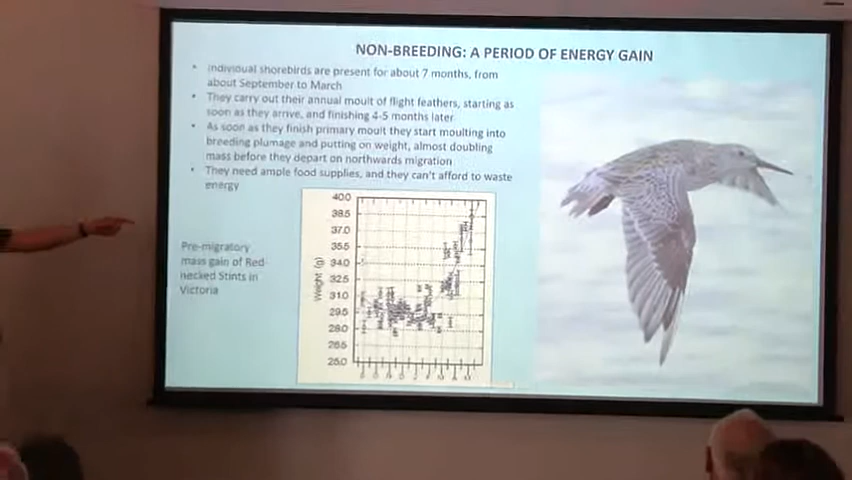 NON-BREEDING: A PERIOD OF ENERGY GAIN
• Individual shorebirds are present for about 7 months, from
about September to March
• They carry out their annual moult of flight feathers, starting as
soon as they arrive, and finishing 4-5 months later
• As soon as they finish primary moult they start moulting into
breeding plumage and putting on weight, almost doubling
mass before they depart on northwards migration
• They need ample food supplies, and they can't afford to waste
energy
Pre-migratory
mass gain of Red
necked Stints in
Victoria
Weight (g)
40.0
38.5
37.0
35.5
34.0
32.5
31.0
29.5
28.0
26.5
25.0